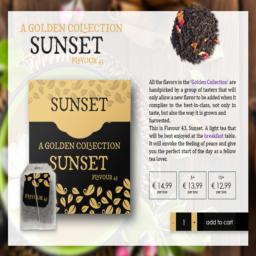 A GOLDEN COLLECTION
SUNSET
FLAVOUR 43
SUNSET
A GOLDEN COLLECTION
SUNSET
FLAVOUR 43
All the flavors in the 'Golden Collection' are
handpicked by a group of tasters that will
only allow a new flavor to be added when it
complies to the best-in-class, not only in
taste, but also the way it is grown and
harvested.
This is Flavour 43. Sunset. A light tea that
will be best enjoyed at the breakfast table.
It will envoke the feeling of peace and give
you the perfect start of the day as a fellow
tea lover.
€ 14,99
€ 13,99
€ 12,99
1
add to cart